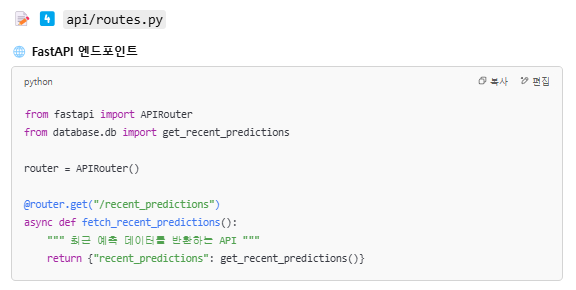 📝 4️⃣ api/routes.py
🌐 FastAPI 엔드포인트
python 복사 편집
from fastapi import APIRouter
from database.db import get_recent_predictions
router = APIRouter()
@router.get("/recent_predictions")
async def fetch_recent_predictions():
""" 최근 예측 데이터를 반환하는 API """
return {"recent_predictions": get_recent_predictions()}